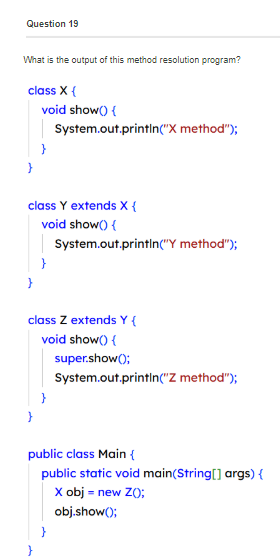 Question 19
What is the output of this method resolution program?
class X {
void show() {
System.out.println("X method");
}
}
class Y extends X {
void show() {
System.out.println("Y method");
}
}
class Z extends Y {
void show() {
super.show();
System.out.println("Z method");
}
}
public class Main {
public static void main(String[] args) {
X obj = new Z();
obj.show();
}
}